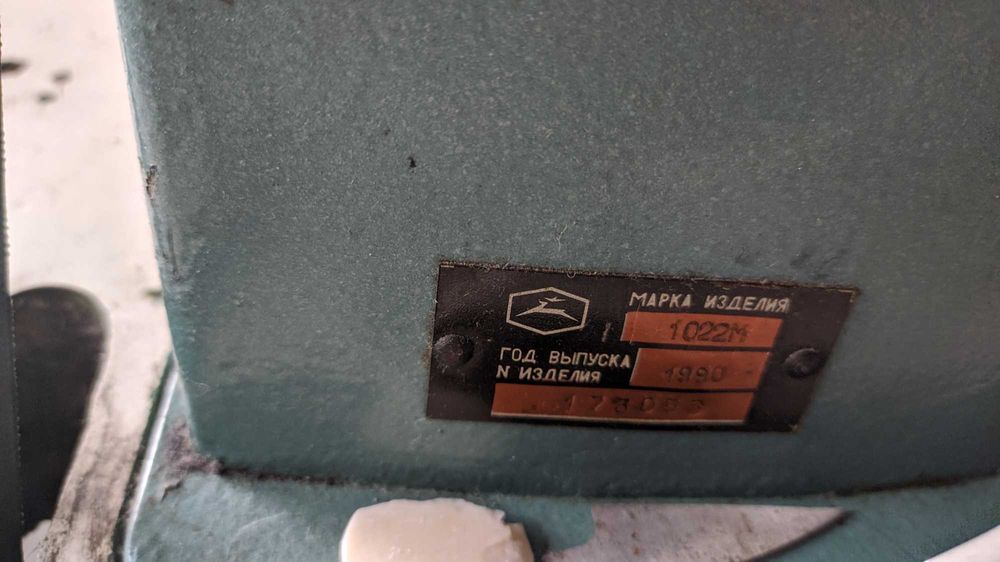 МАРКА ИЗДЕЛИЯ
1022М
ГОД ВЫПУСКА
1990
N ИЗДЕЛИЯ